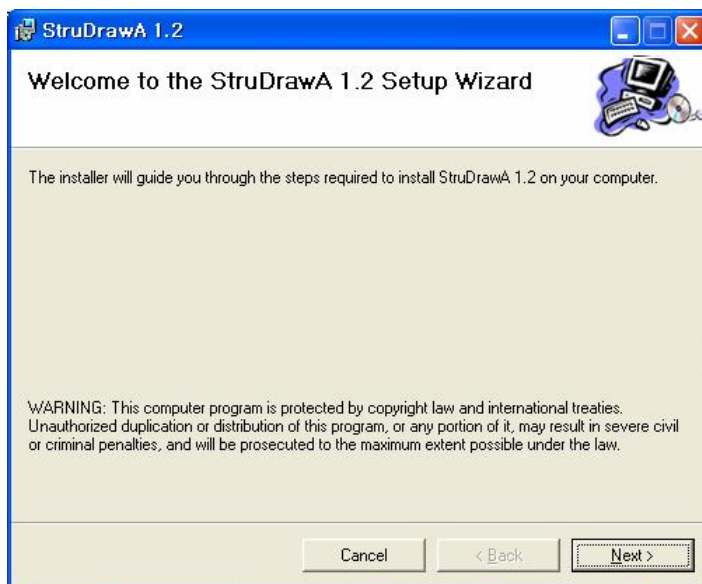 StruDrawA 1.2
Welcome to the StruDrawA 1.2 Setup Wizard
The installer will guide you through the steps required to install StruDrawA 1.2 on your computer.
WARNING: This computer program is protected by copyright law and international treaties.
Unauthorized duplication or distribution of this program, or any portion of it, may result in severe civil
or criminal penalties, and will be prosecuted to the maximum extent possible under the law.
Cancel
< Back
Next >